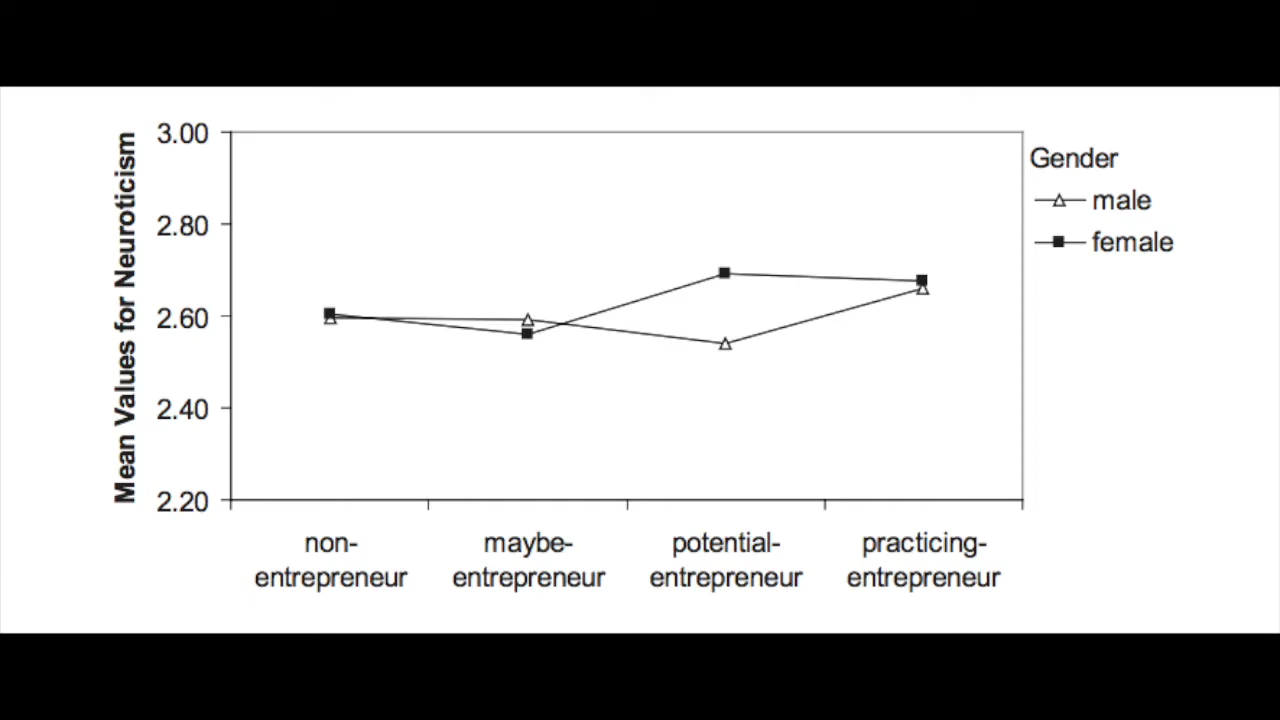 Mean Values for Neuroticism
3.00
2.80
2.60
2.40
2.20
non-
entrepreneur
maybe-
entrepreneur
potential-
entrepreneur
practicing-
entrepreneur
Gender
male
female